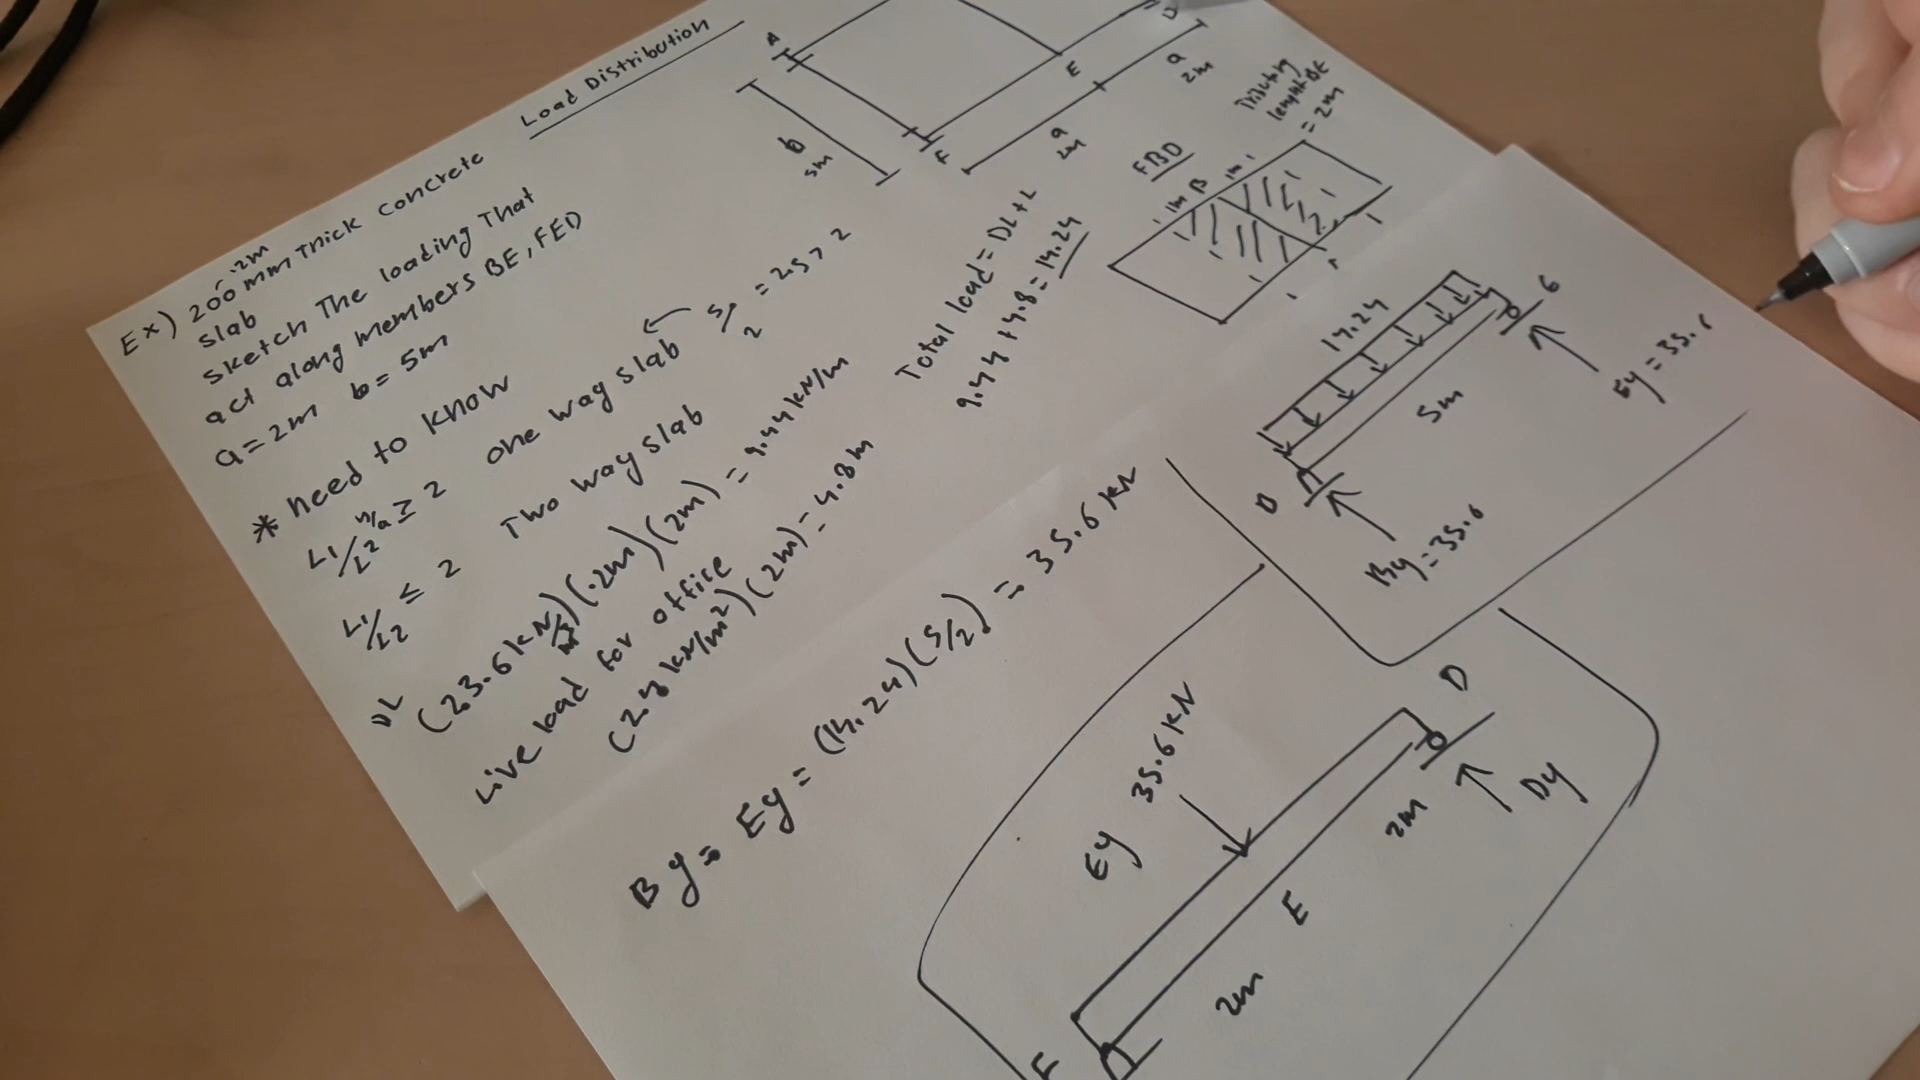 Load Distribution
Ex) 200mm Thick Concrete
.2m
slab
sketch The loading That
act along members BE, FED
a = 2m b = 5m
* need to know
L1/L2 ≥ 2 one way slab ← 5/2 = 2.5 > 2
b/a
L1/L2 ≤ 2 Two way slab
DL
(23.6 kN/m³)(.2m)(2m) = 9.44 kN/m
Live load for office
(2.4 kN/m²)(2m) = 4.8m
Total load = DL + L
9.44 + 4.8 = 14.24
A
E
F
D
b
5m
a
2m
a
2m
FBD
Tributary
length BE
= 2m
1m B 1m
14.24
5m
By = 35.6
Ey = 35.6
By = Ey = (14.24)(5/2) = 35.6 kN
Ey 35.6 kN
D
Dy
2m
E
2m
F